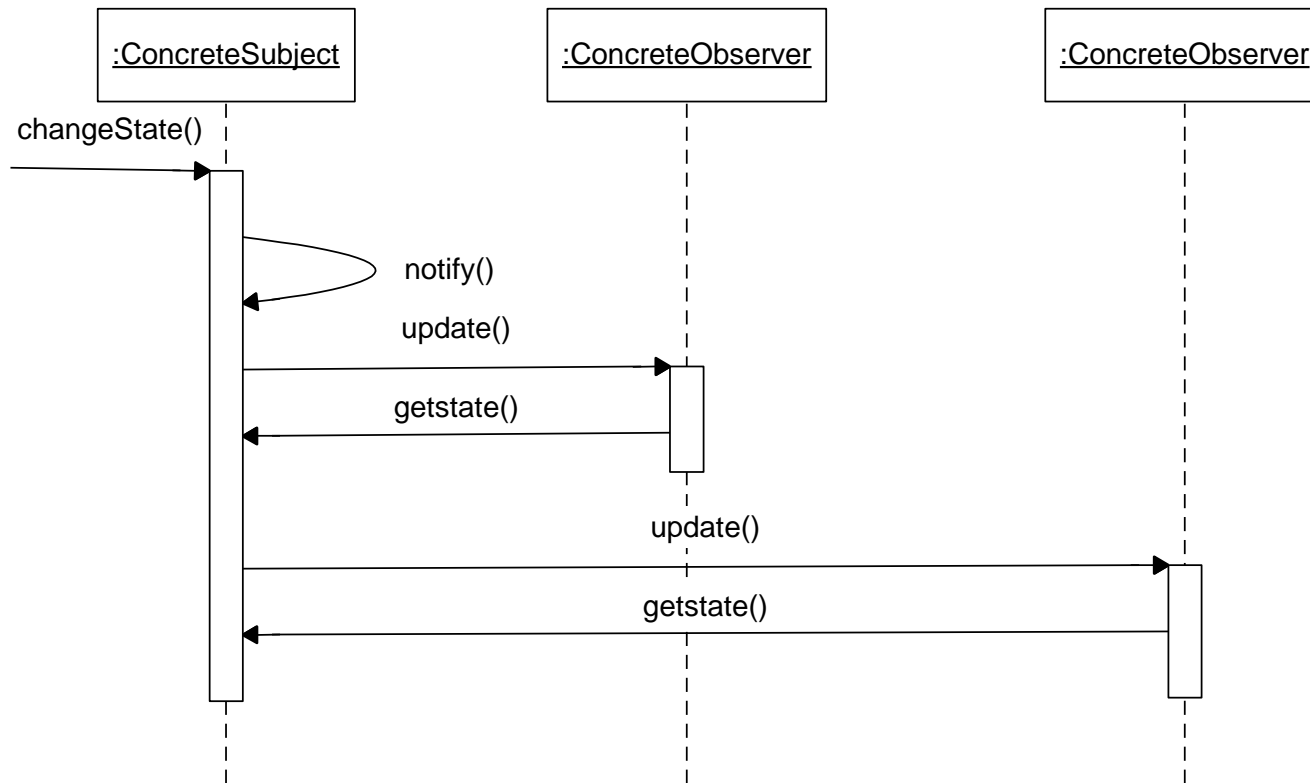 :ConcreteSubject
:ConcreteObserver
:ConcreteObserver
changeState()
notify()
update()
getstate()
update()
getstate()